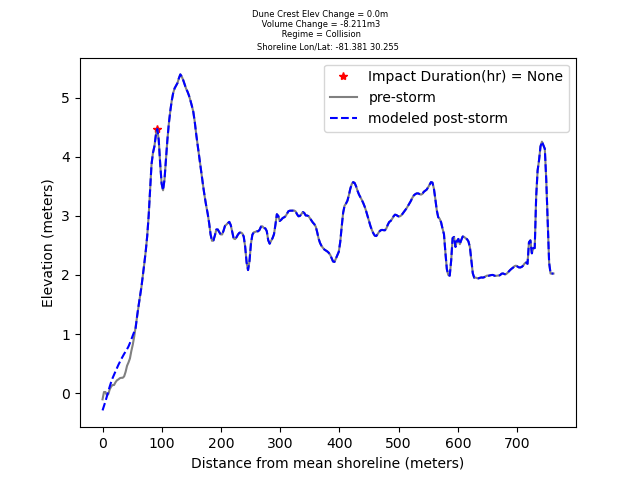 Dune Crest Elev Change = 0.0m
Volume Change = -8.211m3
Regime = Collision
Shoreline Lon/Lat: -81.381 30.255
Impact Duration(hr) = None
pre-storm
modeled post-storm
Elevation (meters)
5
4
3
2
1
0
0 100 200 300 400 500 600 700
Distance from mean shoreline (meters)